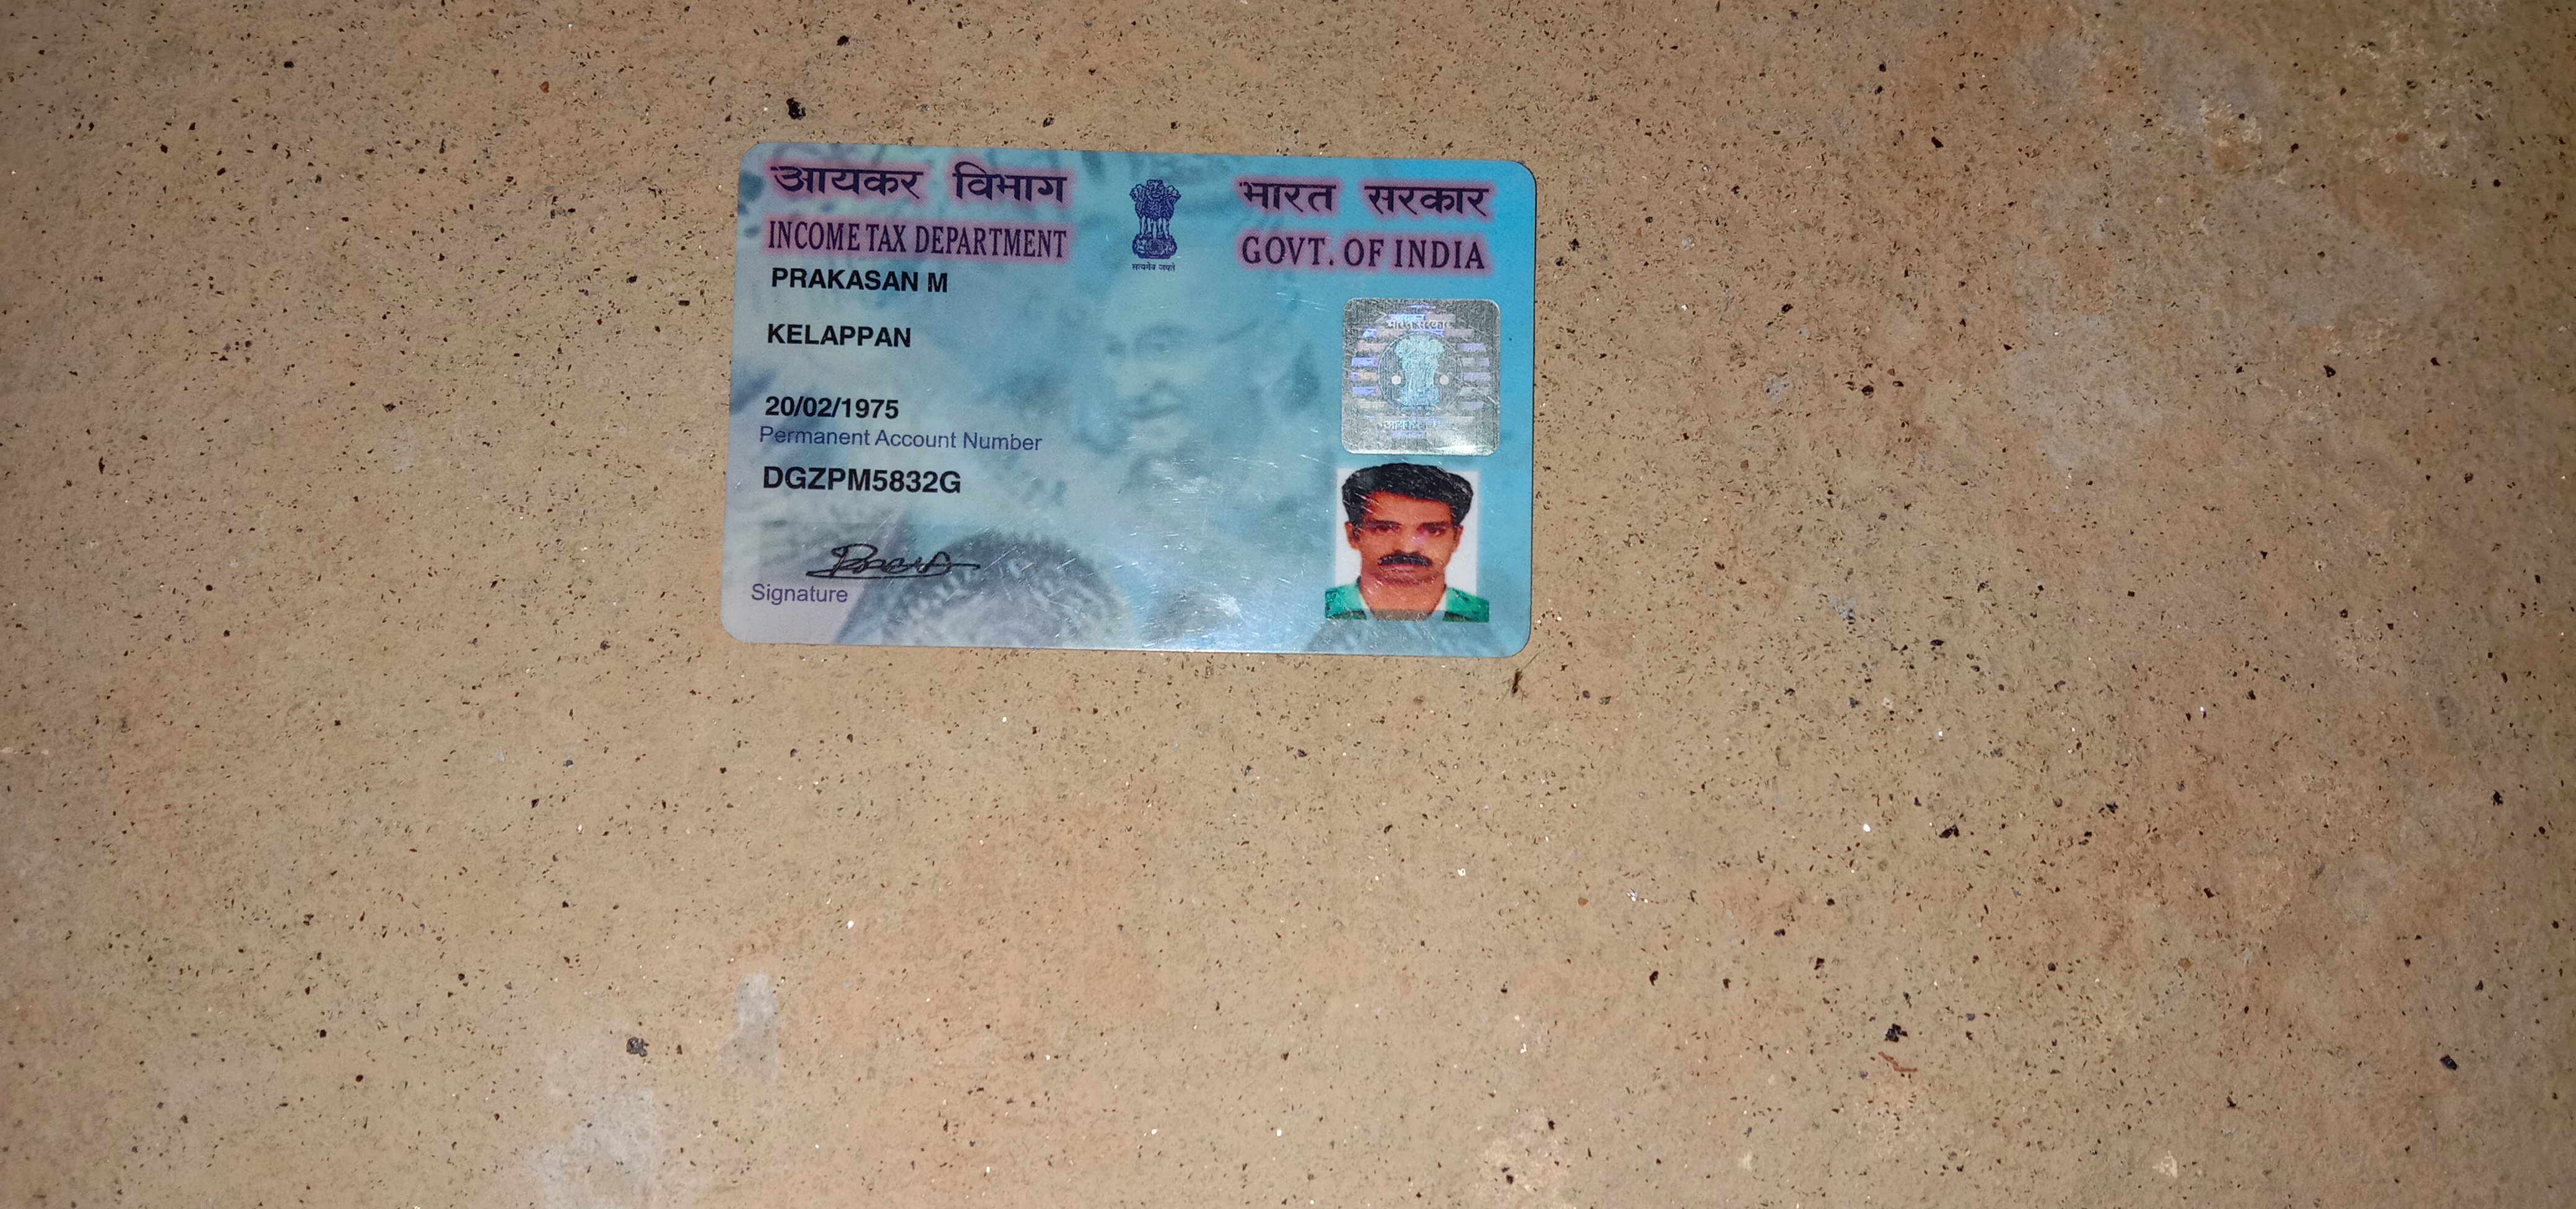 आयकर विभाग
INCOME TAX DEPARTMENT
भारत सरकार
GOVT. OF INDIA
सत्यमेव जयते
PRAKASAN M
KELAPPAN
20/02/1975
Permanent Account Number
DGZPM5832G
Signature